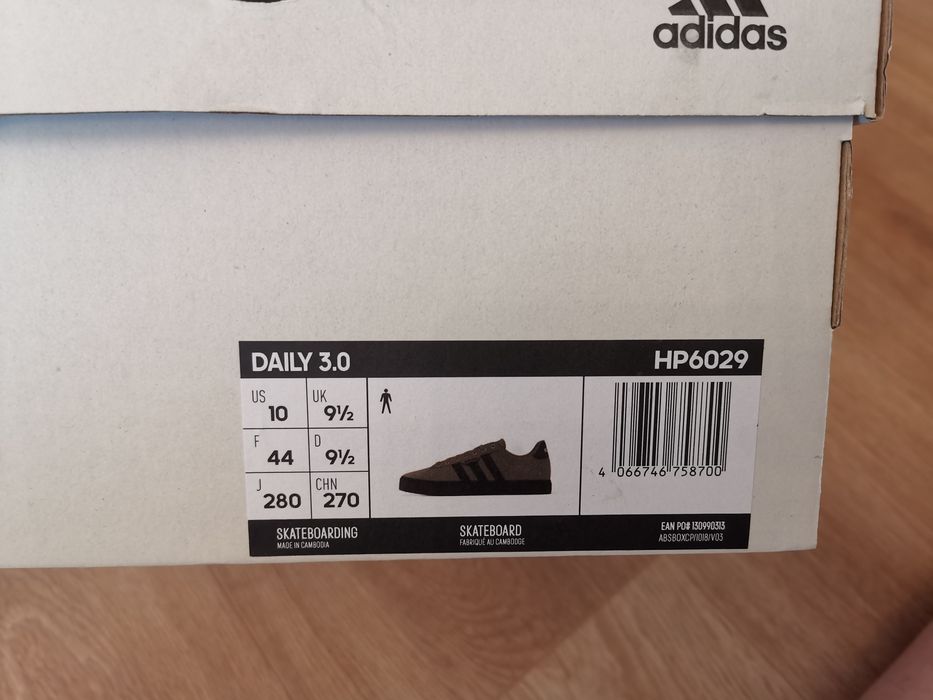 adidas
DAILY 3.0 HP6029
US 10 UK 9½
F 44 D 9½
J 280 CHN 270
4 066746 758700
SKATEBOARDING SKATEBOARD EAN PO# 130990313
MADE IN CAMBODIA FABRIQUÉ AU CAMBODGE ABSBOXCP/1018/V03